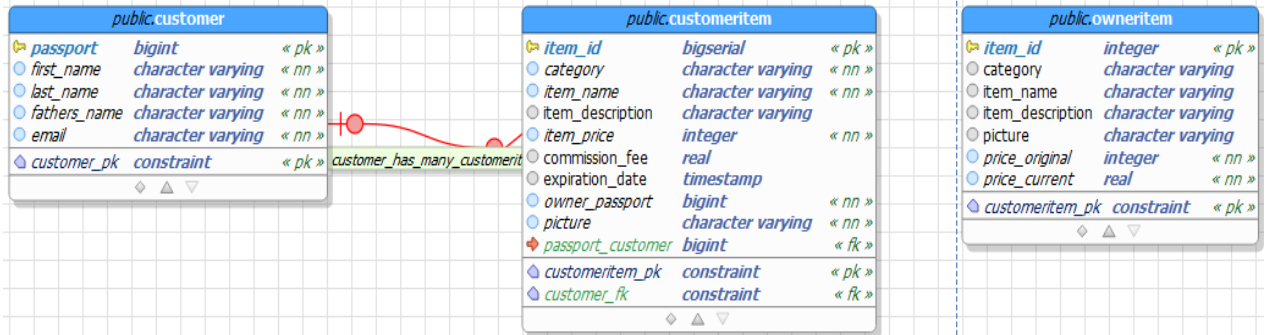 public.customer
passport bigint « pk »
first_name character varying « nn »
last_name character varying « nn »
fathers_name character varying « nn »
email character varying « nn »
customer_pk constraint « pk »
customer_has_many_customerit
public.customeritem
item_id bigserial « pk »
category character varying « nn »
item_name character varying « nn »
item_description character varying
item_price integer « nn »
commission_fee real
expiration_date timestamp
owner_passport bigint « nn »
picture character varying « nn »
passport_customer bigint « fk »
customeritem_pk constraint « pk »
customer_fk constraint « fk »
public.owneritem
item_id integer « pk »
category character varying
item_name character varying
item_description character varying
picture character varying
price_original integer « nn »
price_current real « nn »
customeritem_pk constraint « pk »